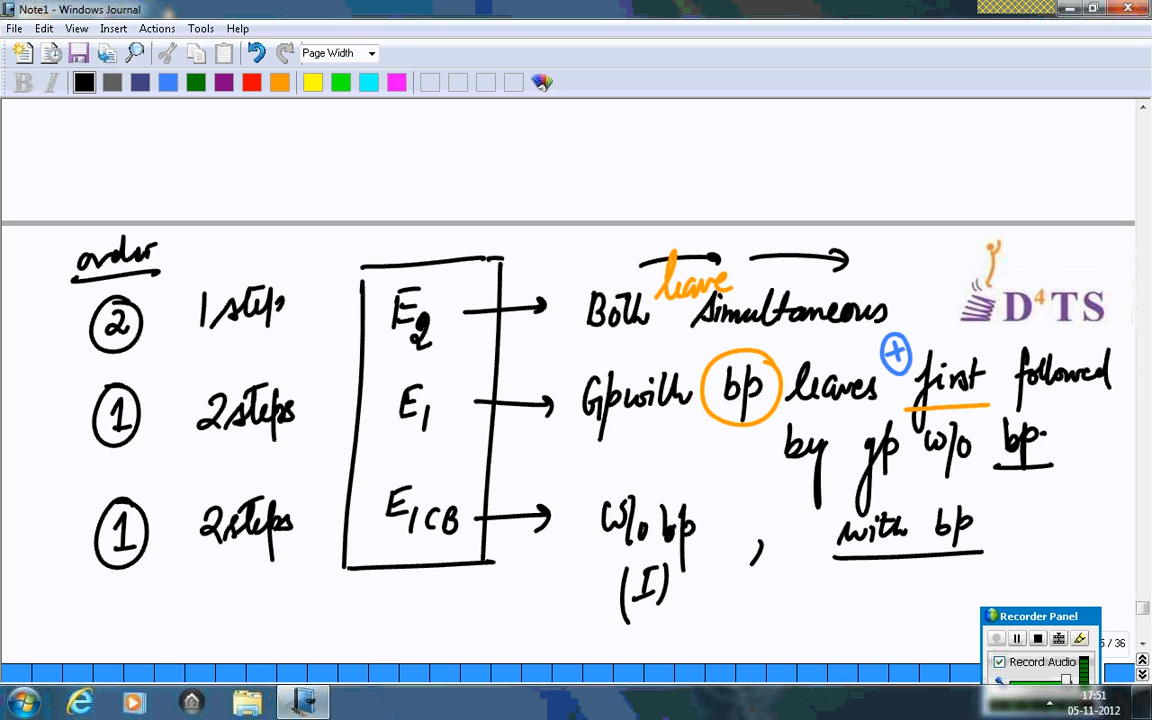 Note1 - Windows Journal
File Edit View Insert Actions Tools Help
Page Width
B I
order
leave
② 1 step E2 → Both simultaneous
D4TS
① 2 steps E1 → Gp with bp leaves + first followed
by gp w/o bp.
① 2 steps E1CB → w/o bp , with bp
(I)
Recorder Panel
5 / 36
Record Audio
17:51
05-11-2012